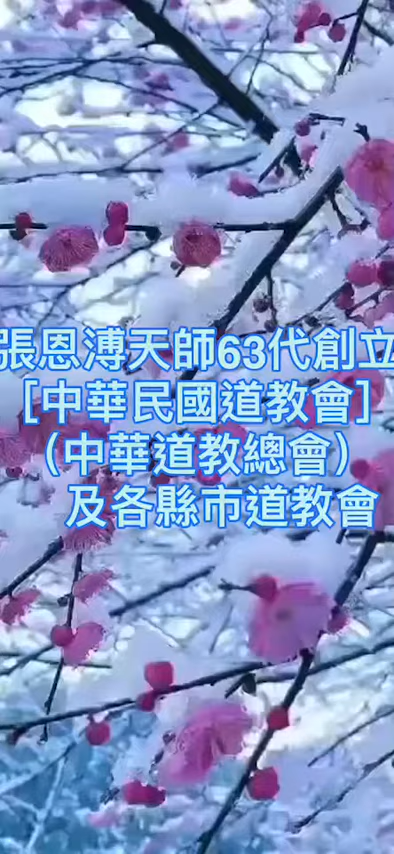 張恩溥天師63代創立
［中華民國道教會］
（中華道教總會）
及各縣市道教會